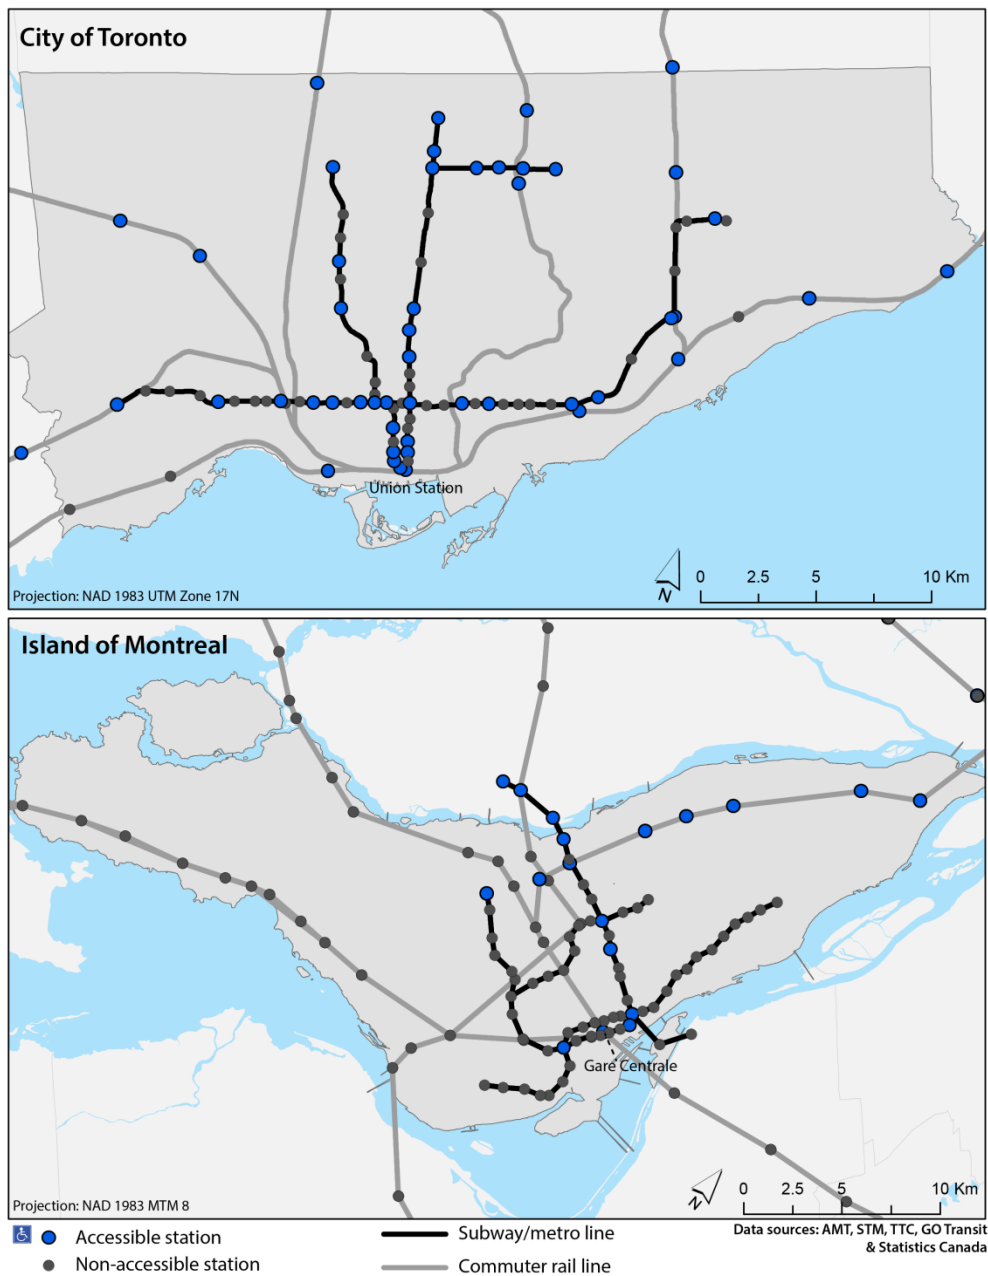 City of Toronto
Union Station
N
0 2.5 5 10 Km
Projection: NAD 1983 UTM Zone 17N
Island of Montreal
Gare Centrale
N
0 2.5 5 10 Km
Projection: NAD 1983 MTM 8
Accessible station
Non-accessible station
Subway/metro line
Commuter rail line
Data sources: AMT, STM, TTC, GO Transit
& Statistics Canada